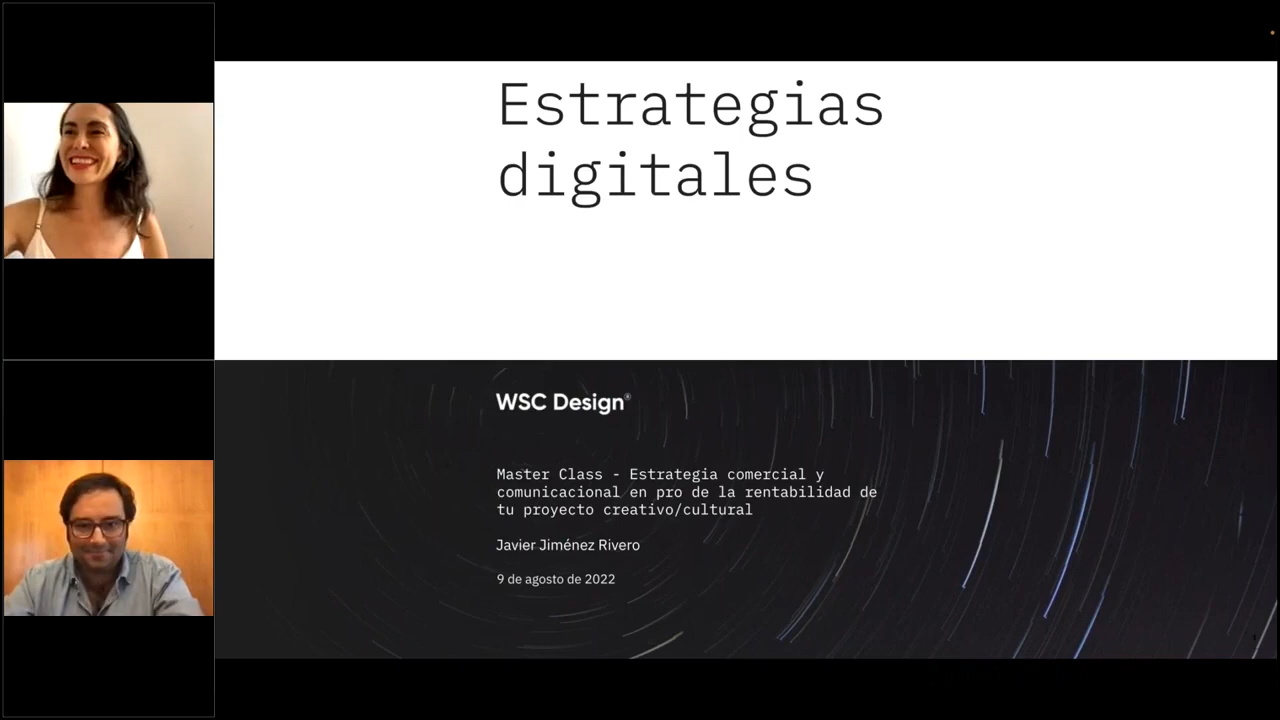 Estrategias
digitales
WSC Design®
Master Class - Estrategia comercial y
comunicacional en pro de la rentabilidad de
tu proyecto creativo/cultural
Javier Jiménez Rivero
9 de agosto de 2022
1